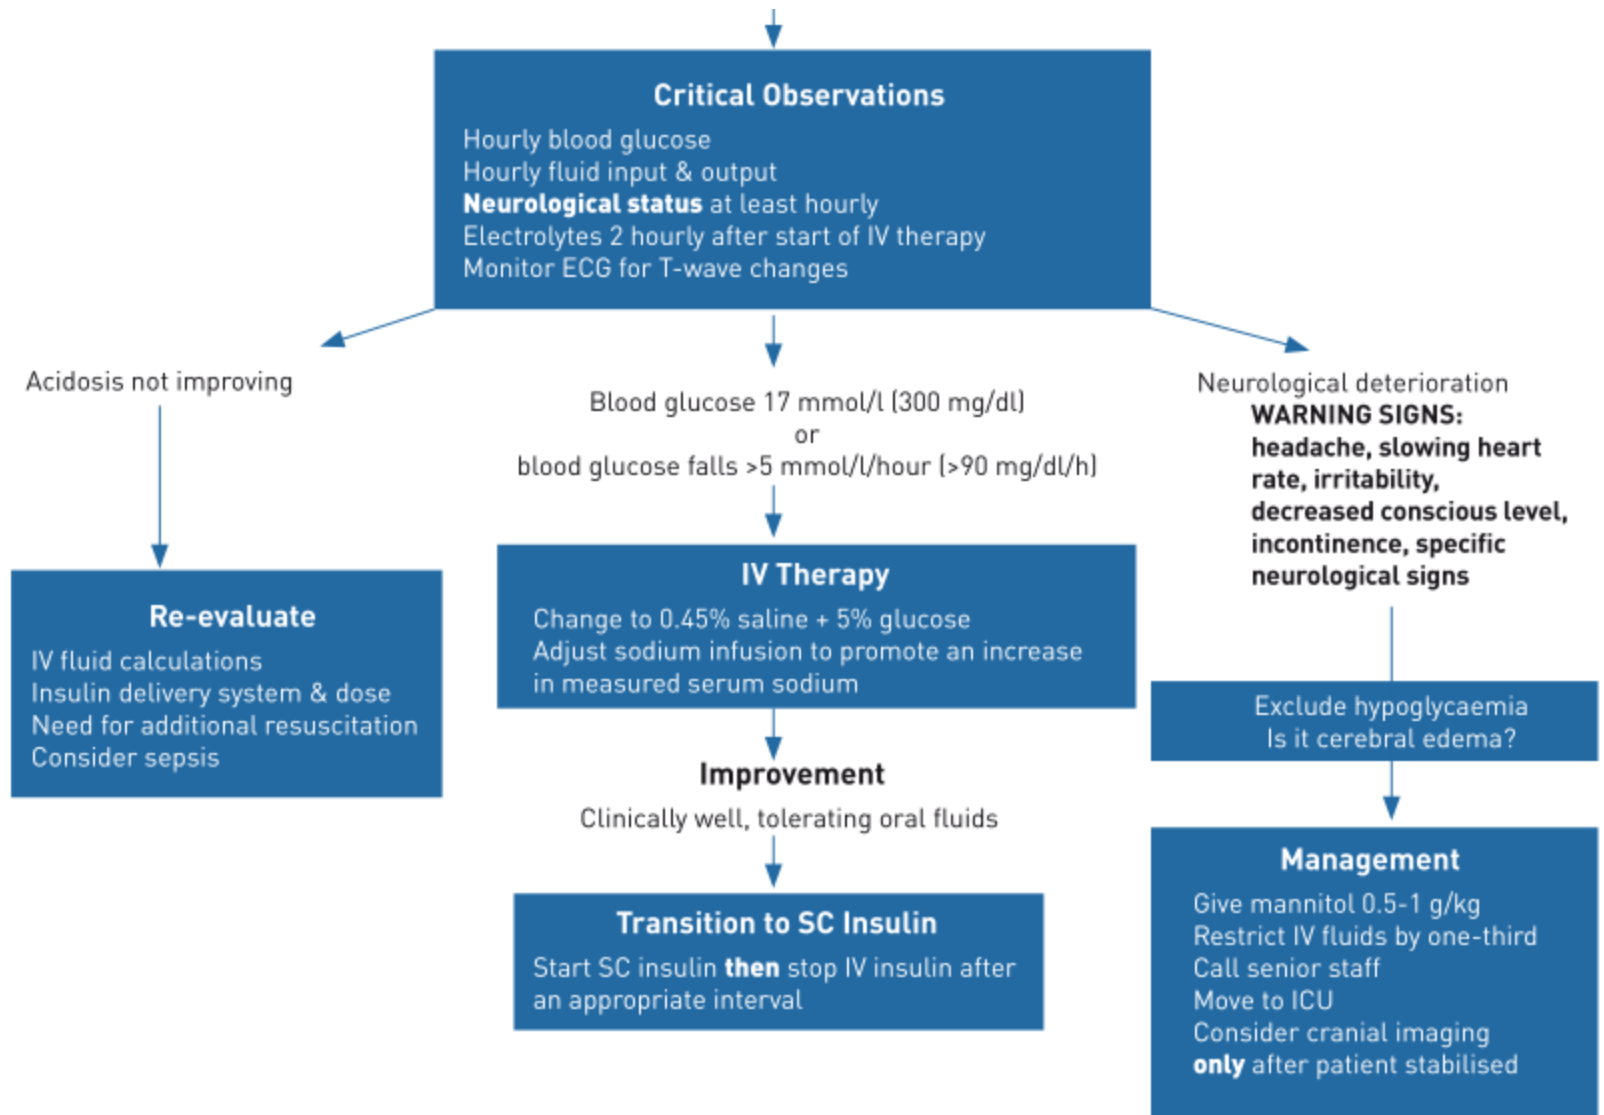 Critical Observations
Hourly blood glucose
Hourly fluid input & output
Neurological status at least hourly
Electrolytes 2 hourly after start of IV therapy
Monitor ECG for T-wave changes
Acidosis not improving
Re-evaluate
IV fluid calculations
Insulin delivery system & dose
Need for additional resuscitation
Consider sepsis
Blood glucose 17 mmol/l (300 mg/dl)
or
blood glucose falls >5 mmol/l/hour (>90 mg/dl/h)
IV Therapy
Change to 0.45% saline + 5% glucose
Adjust sodium infusion to promote an increase
in measured serum sodium
Improvement
Clinically well, tolerating oral fluids
Transition to SC Insulin
Start SC insulin then stop IV insulin after
an appropriate interval
Neurological deterioration
WARNING SIGNS:
headache, slowing heart
rate, irritability,
decreased conscious level,
incontinence, specific
neurological signs
Exclude hypoglycaemia
Is it cerebral edema?
Management
Give mannitol 0.5-1 g/kg
Restrict IV fluids by one-third
Call senior staff
Move to ICU
Consider cranial imaging
only after patient stabilised